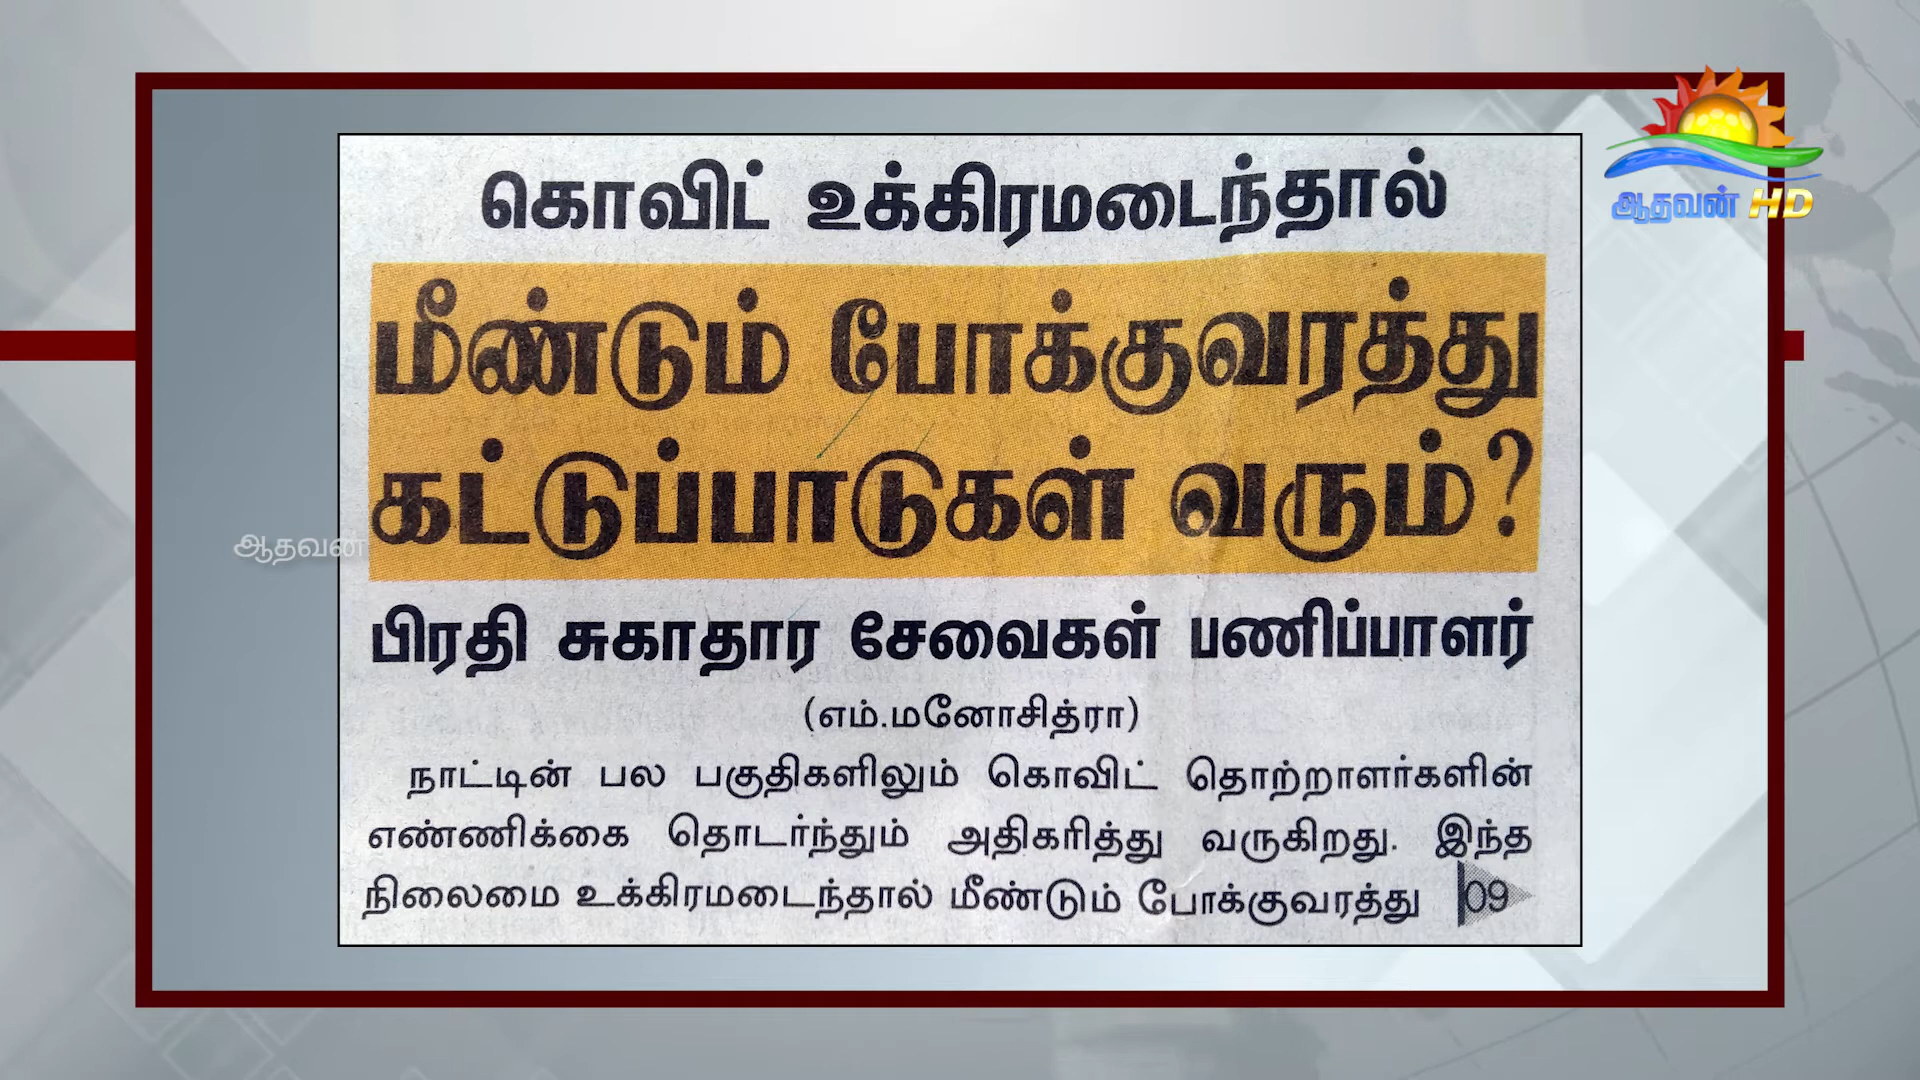 ஆதவன் HD
கொவிட் உக்கிரமடைந்தால்
மீண்டும் போக்குவரத்து
கட்டுப்பாடுகள் வரும்?
ஆதவன்
பிரதி சுகாதார சேவைகள் பணிப்பாளர்
(எம்.மனோசித்ரா)
நாட்டின் பல பகுதிகளிலும் கொவிட் தொற்றாளர்களின்
எண்ணிக்கை தொடர்ந்தும் அதிகரித்து வருகிறது. இந்த
நிலைமை உக்கிரமடைந்தால் மீண்டும் போக்குவரத்து 09